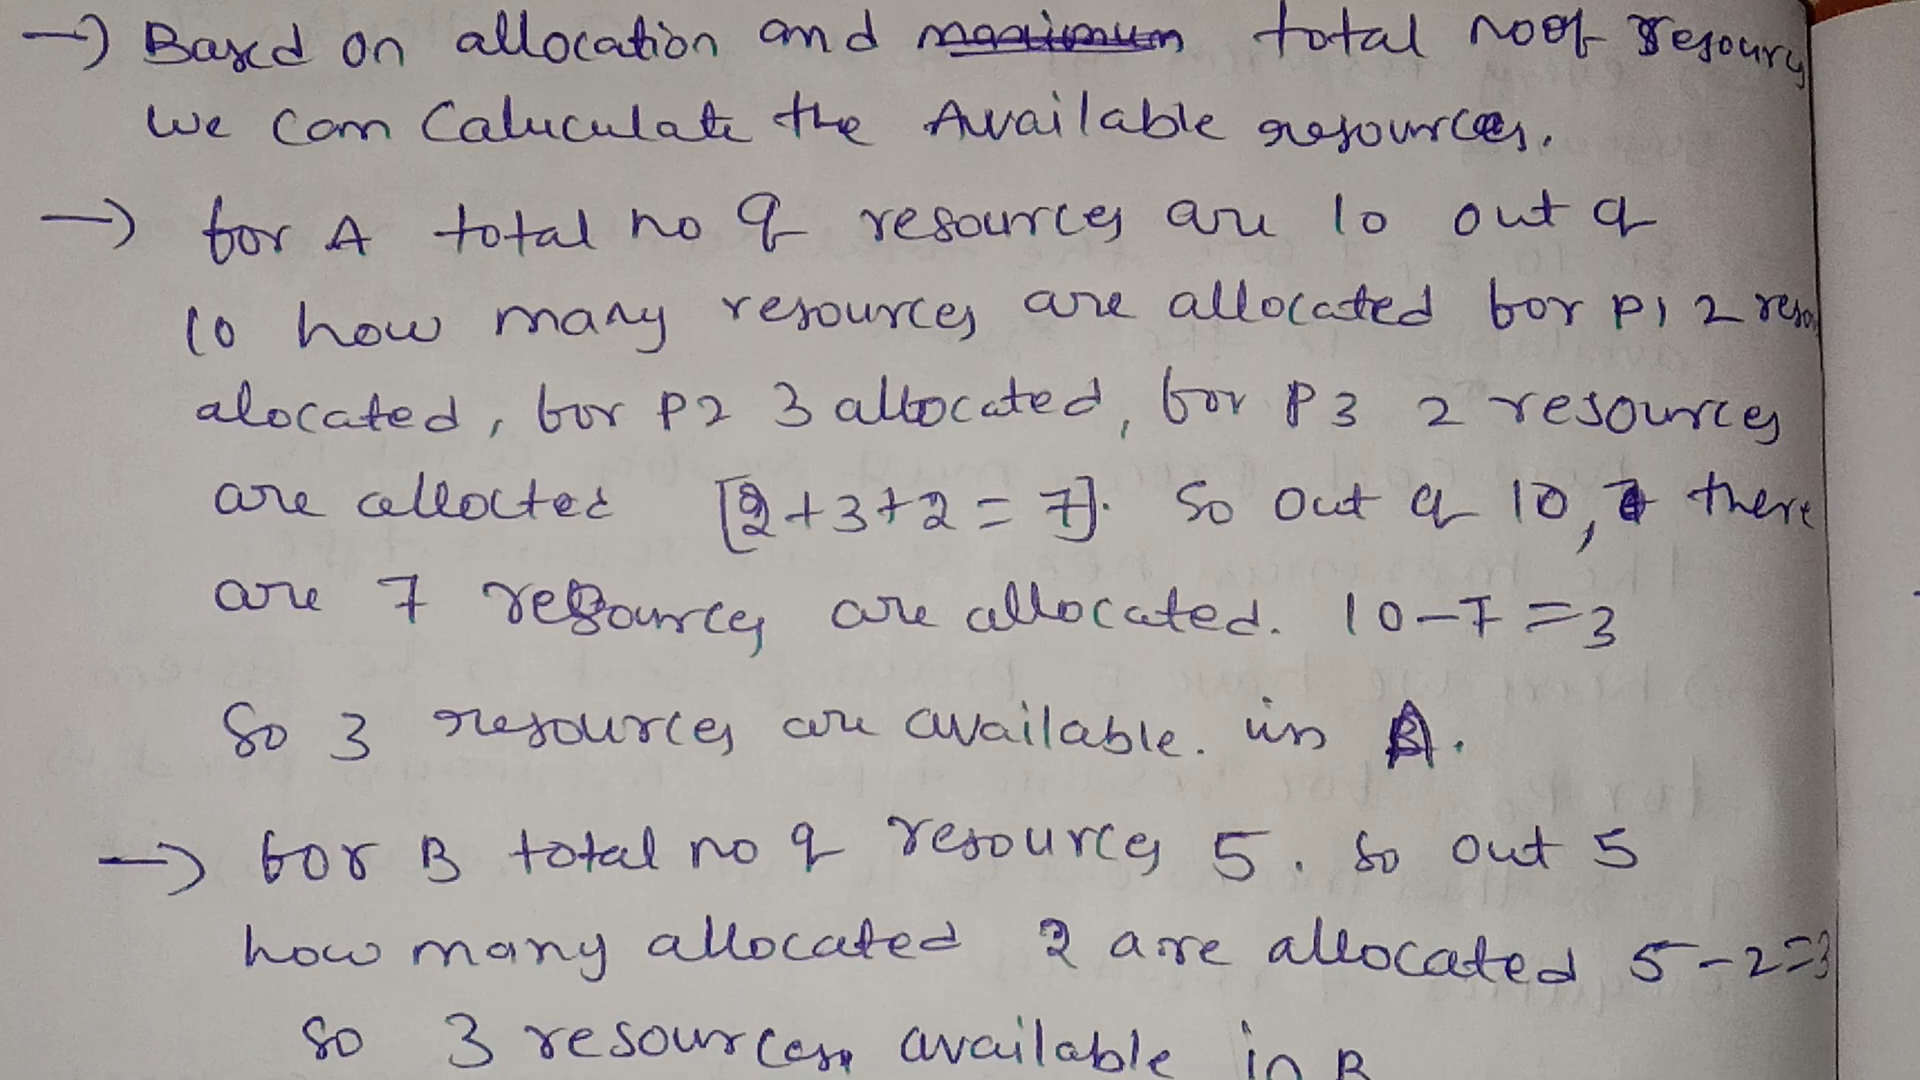 → Based on allocation and maximum total no of resourcs
we can Caluculate the Available resources.
→ for A total no of resources are 10 out of
10 how many resources are allocated for P1 2 reso
alocated, for P2 3 allocated, for P3 2 resources
are allocted [2+3+2=7]. So out of 10, there
are 7 resources are allocated. 10-7=3
So 3 resources are available. in A.
→ for B total no of resources 5. So out 5
how many allocated 2 are allocated 5-2=3
So 3 resources available in B